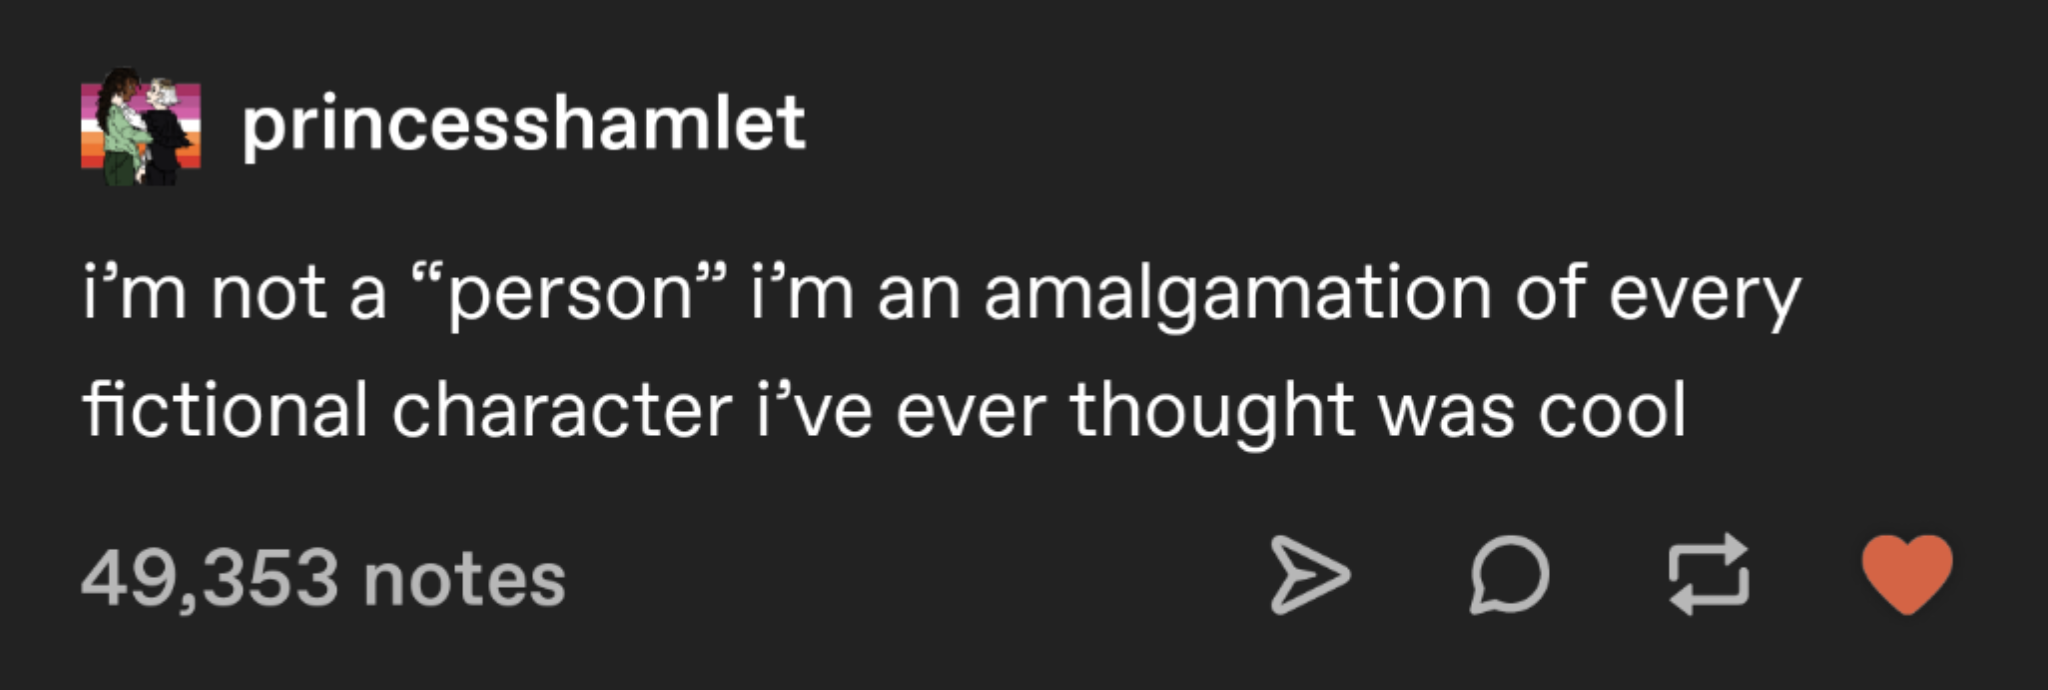 princesshamlet
i’m not a “person” i’m an amalgamation of every
fictional character i’ve ever thought was cool
49,353 notes